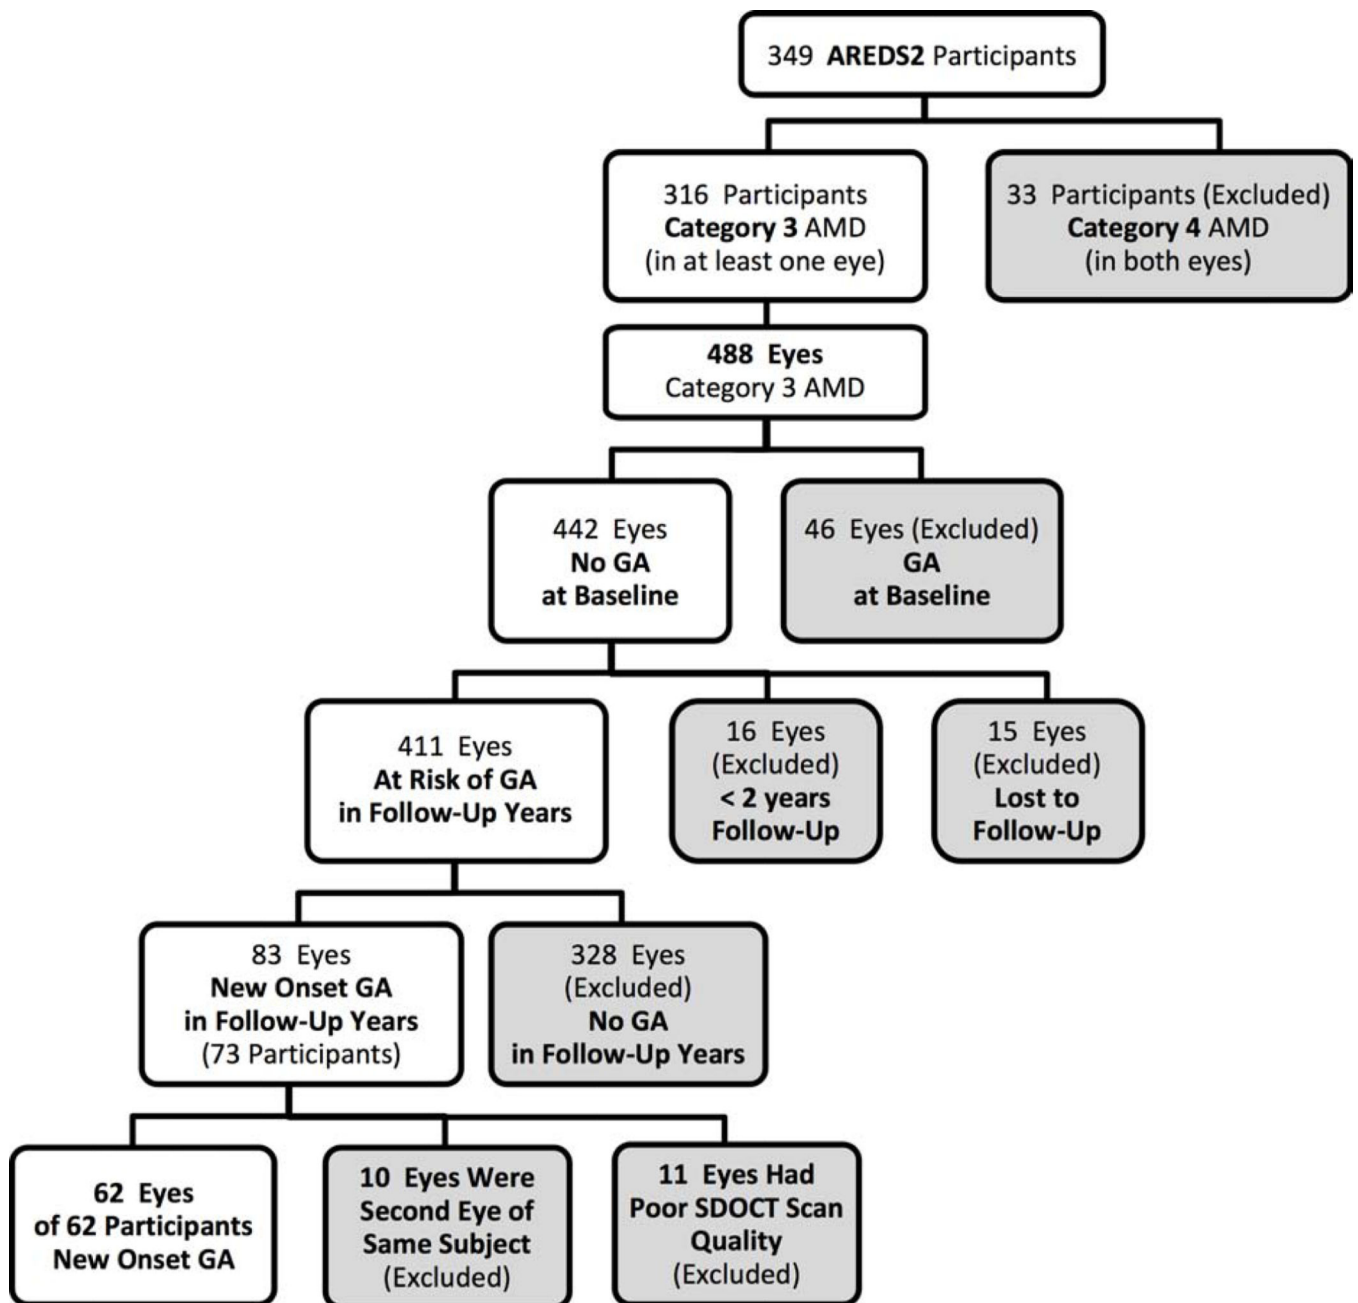 349 AREDS2 Participants
316 Participants
Category 3 AMD
(in at least one eye)
33 Participants (Excluded)
Category 4 AMD
(in both eyes)
488 Eyes
Category 3 AMD
442 Eyes
No GA
at Baseline
46 Eyes (Excluded)
GA
at Baseline
411 Eyes
At Risk of GA
in Follow-Up Years
16 Eyes
(Excluded)
< 2 years
Follow-Up
15 Eyes
(Excluded)
Lost to
Follow-Up
83 Eyes
New Onset GA
in Follow-Up Years
(73 Participants)
328 Eyes
(Excluded)
No GA
in Follow-Up Years
62 Eyes
of 62 Participants
New Onset GA
10 Eyes Were
Second Eye of
Same Subject
(Excluded)
11 Eyes Had
Poor SDOCT Scan
Quality
(Excluded)